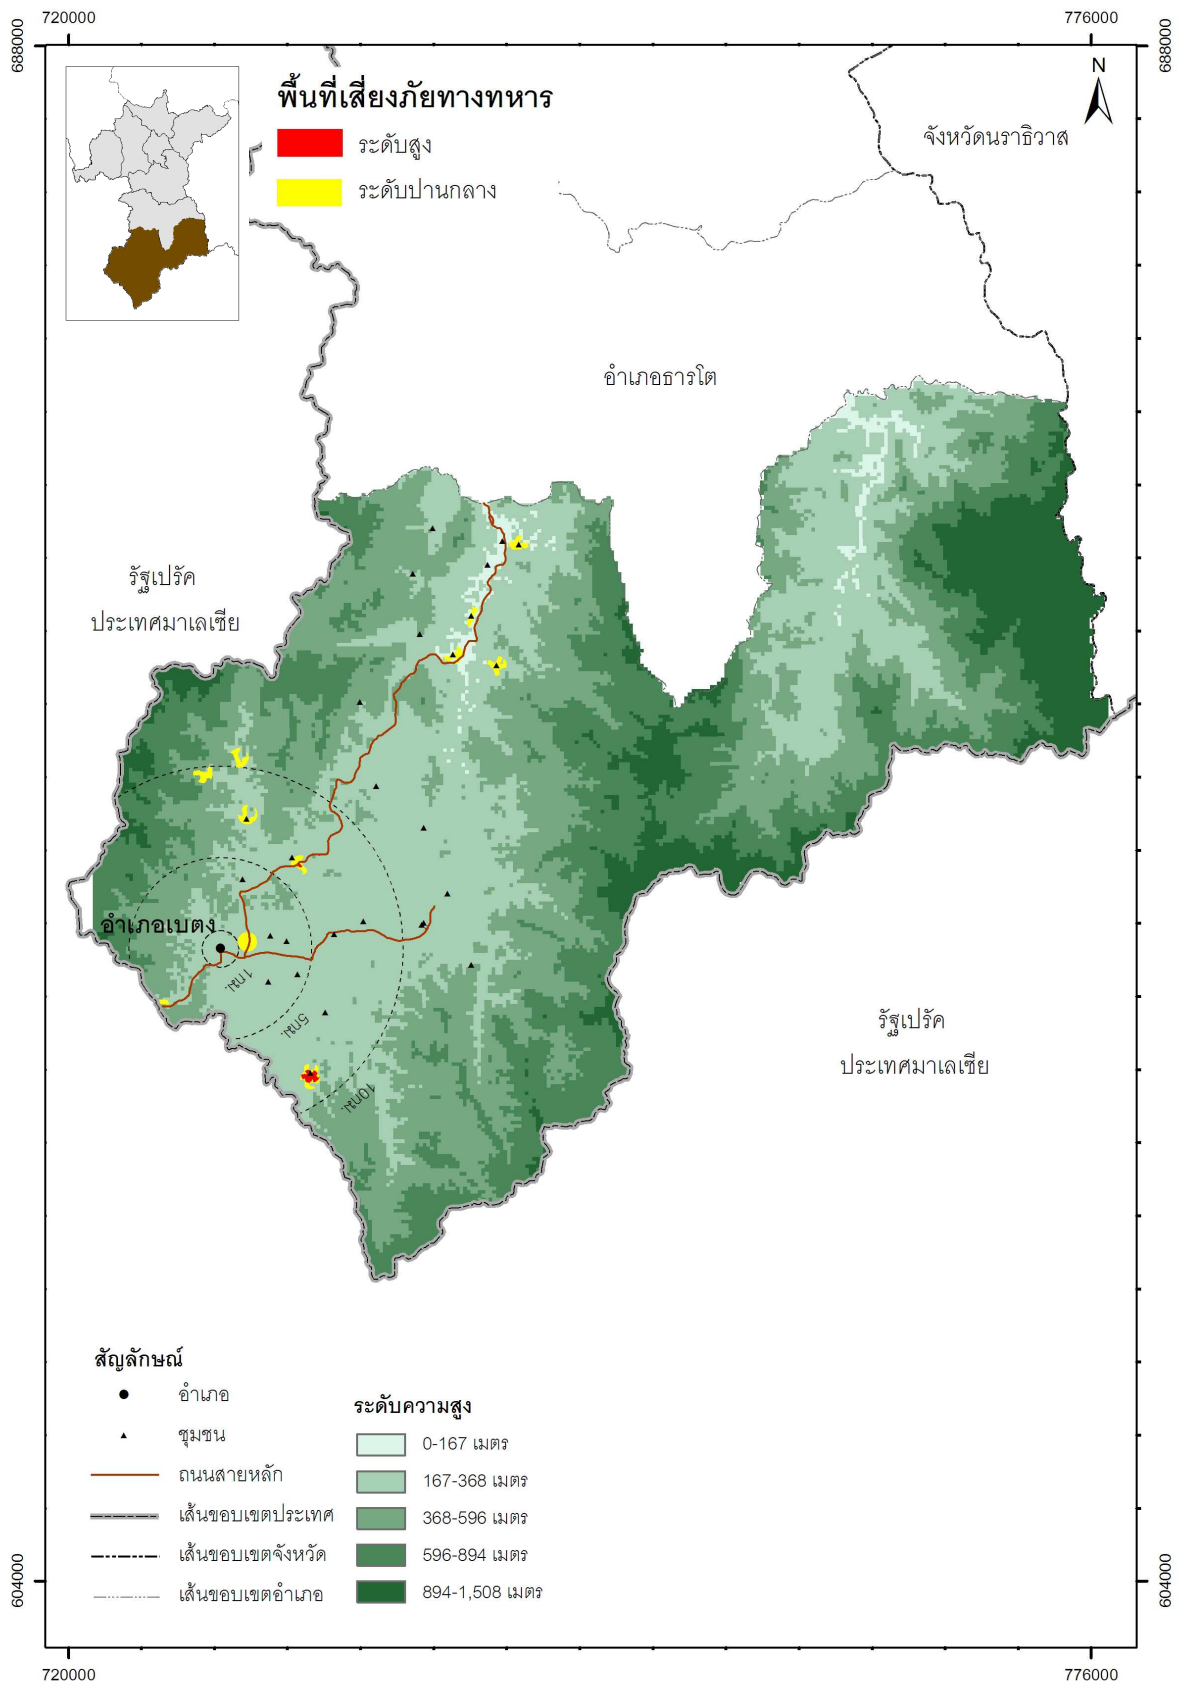 720000
776000
688000
688000
N
พื้นที่เสี่ยงภัยทางทหาร
ระดับสูง
ระดับปานกลาง
จังหวัดนราธิวาส
อำเภอธารโต
รัฐเปรัค
ประเทศมาเลเซีย
อำเภอเบตง
1กม.
5กม.
10กม.
รัฐเปรัค
ประเทศมาเลเซีย
สัญลักษณ์
อำเภอ
ชุมชน
ถนนสายหลัก
เส้นขอบเขตประเทศ
เส้นขอบเขตจังหวัด
เส้นขอบเขตอำเภอ
ระดับความสูง
0-167 เมตร
167-368 เมตร
368-596 เมตร
596-894 เมตร
894-1,508 เมตร
604000
604000
720000
776000